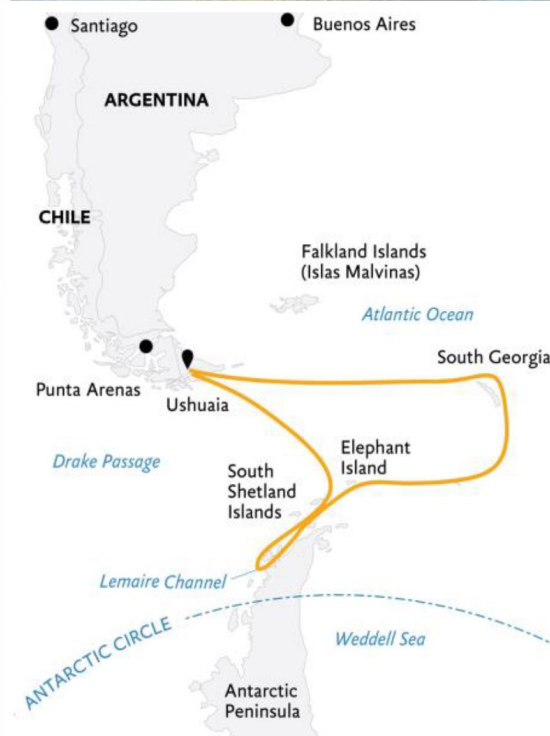 Santiago
Buenos Aires
ARGENTINA
CHILE
Falkland Islands
(Islas Malvinas)
Atlantic Ocean
South Georgia
Punta Arenas
Ushuaia
Drake Passage
Elephant
Island
South
Shetland
Islands
Lemaire Channel
ANTARCTIC CIRCLE
Weddell Sea
Antarctic
Peninsula